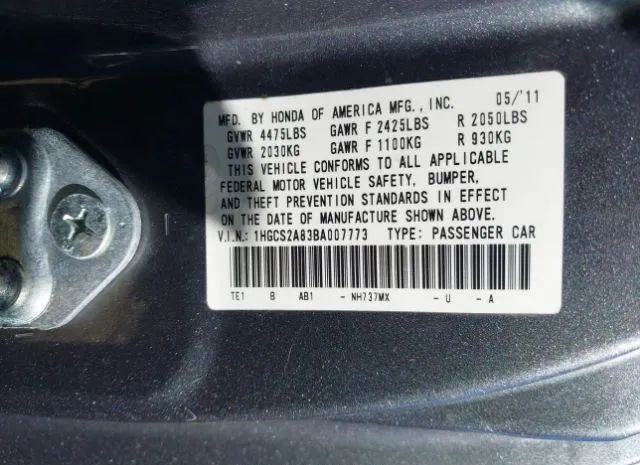 MFD. BY HONDA OF AMERICA MFG., INC. 05/'11
GVWR 4475LBS GAWR F 2425LBS R 2050LBS
GVWR 2030KG GAWR F 1100KG R 930KG
THIS VEHICLE CONFORMS TO ALL APPLICABLE
FEDERAL MOTOR VEHICLE SAFETY, BUMPER,
AND THEFT PREVENTION STANDARDS IN EFFECT
ON THE DATE OF MANUFACTURE SHOWN ABOVE.
V.I.N.: 1HGCS2A83BA007773 TYPE: PASSENGER CAR
TE1 B AB1 - NH737MX - U - A